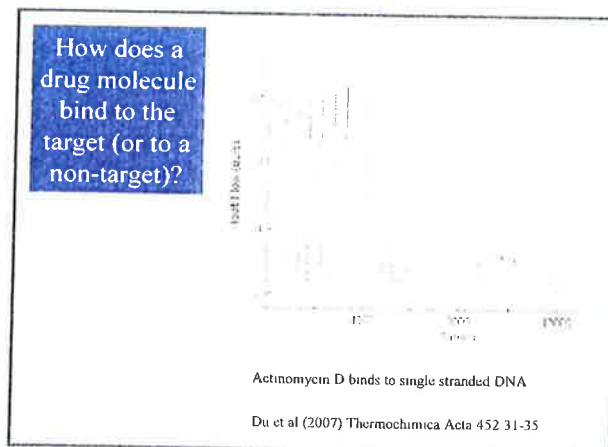 How does a
drug molecule
bind to the
target (or to a
non-target)?
Actinomycin D binds to single stranded DNA
Du et al (2007) Thermochimica Acta 452 31-35